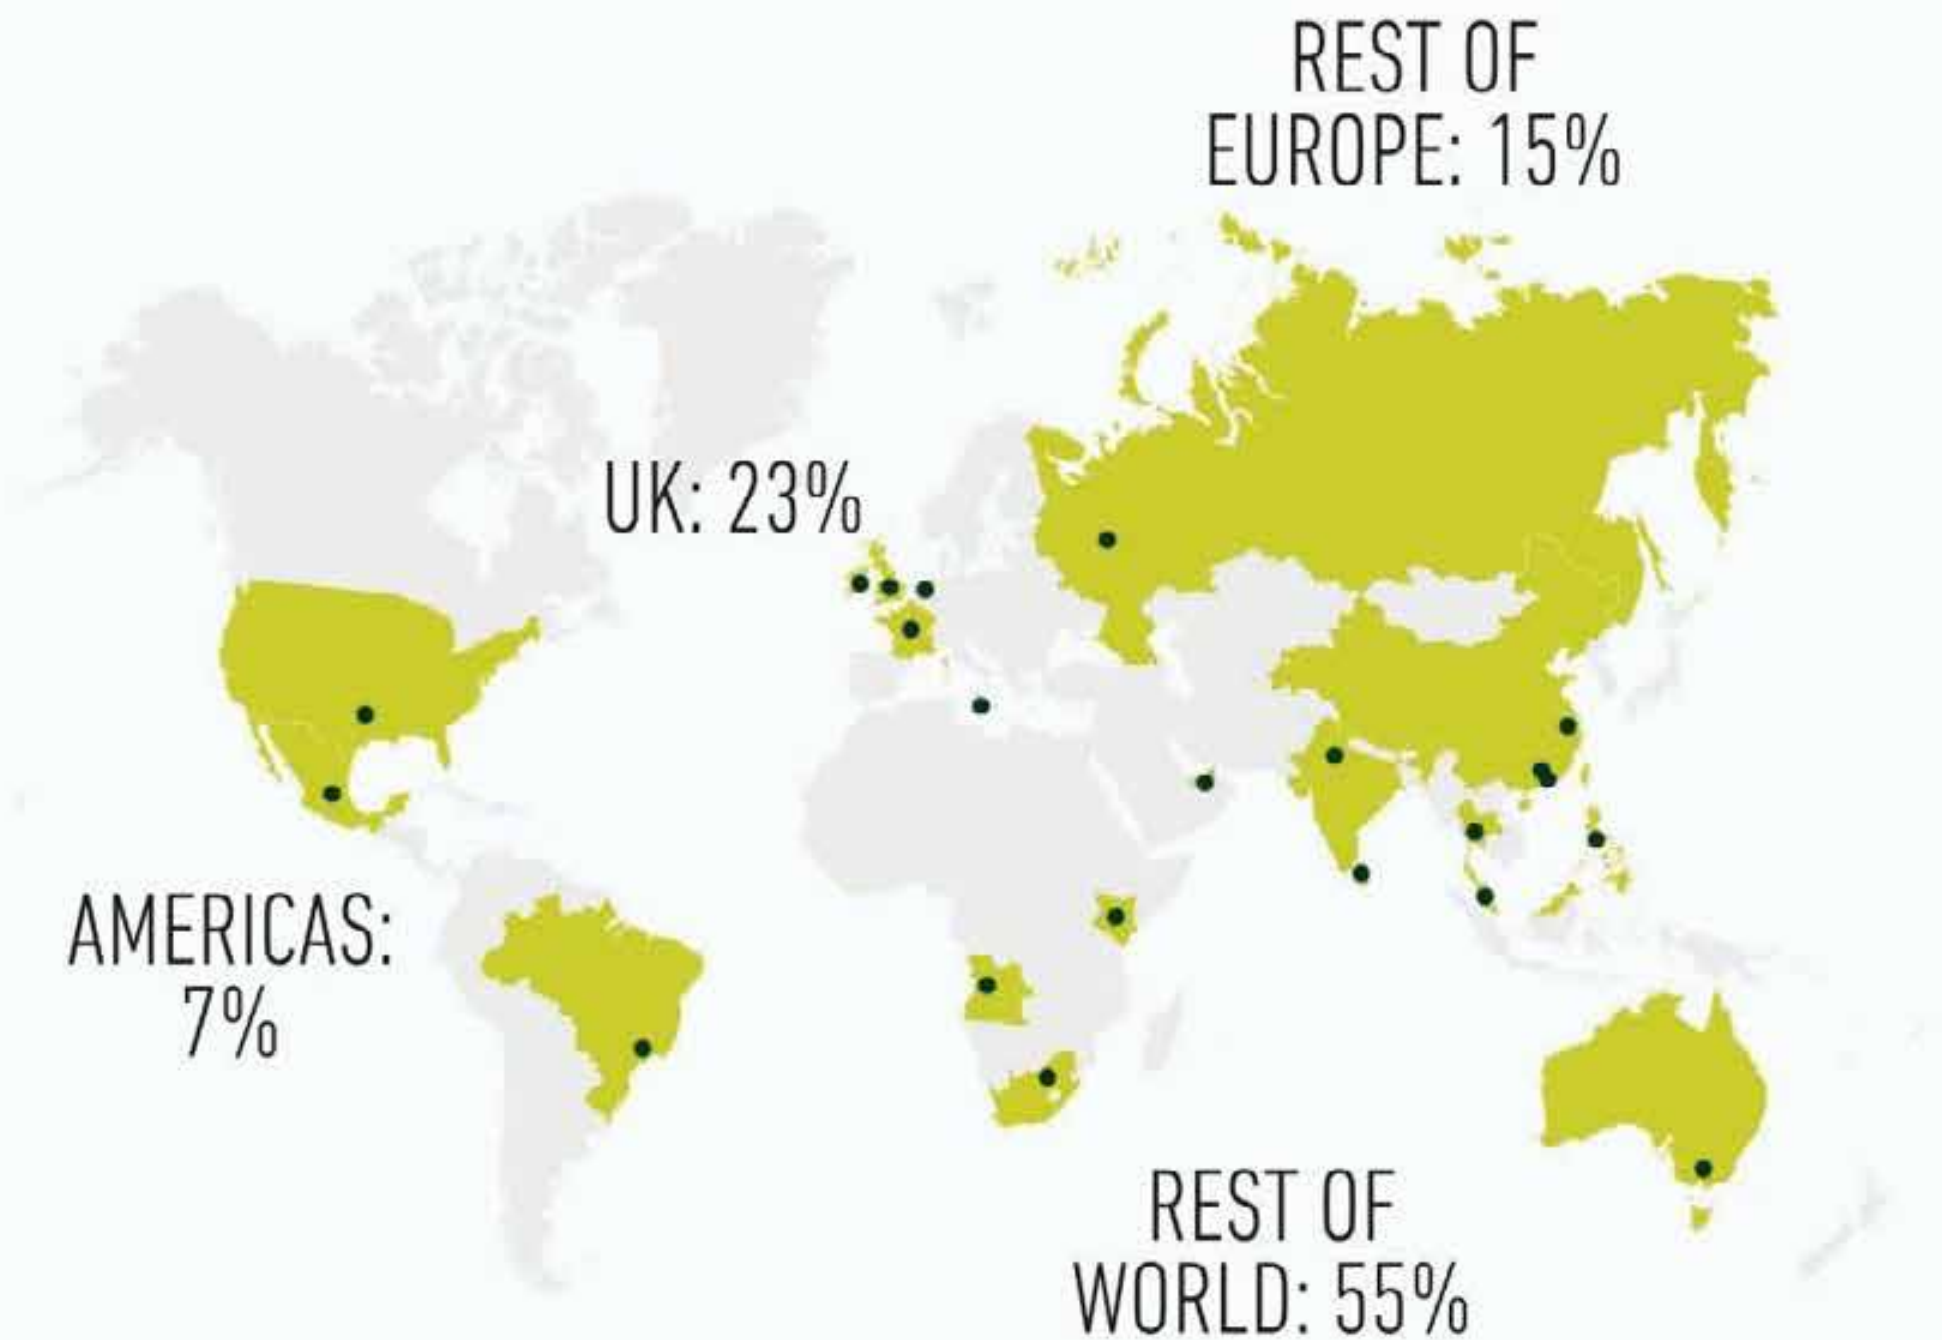 REST OF
EUROPE: 15%
UK: 23%
AMERICAS:
7%
REST OF
WORLD: 55%